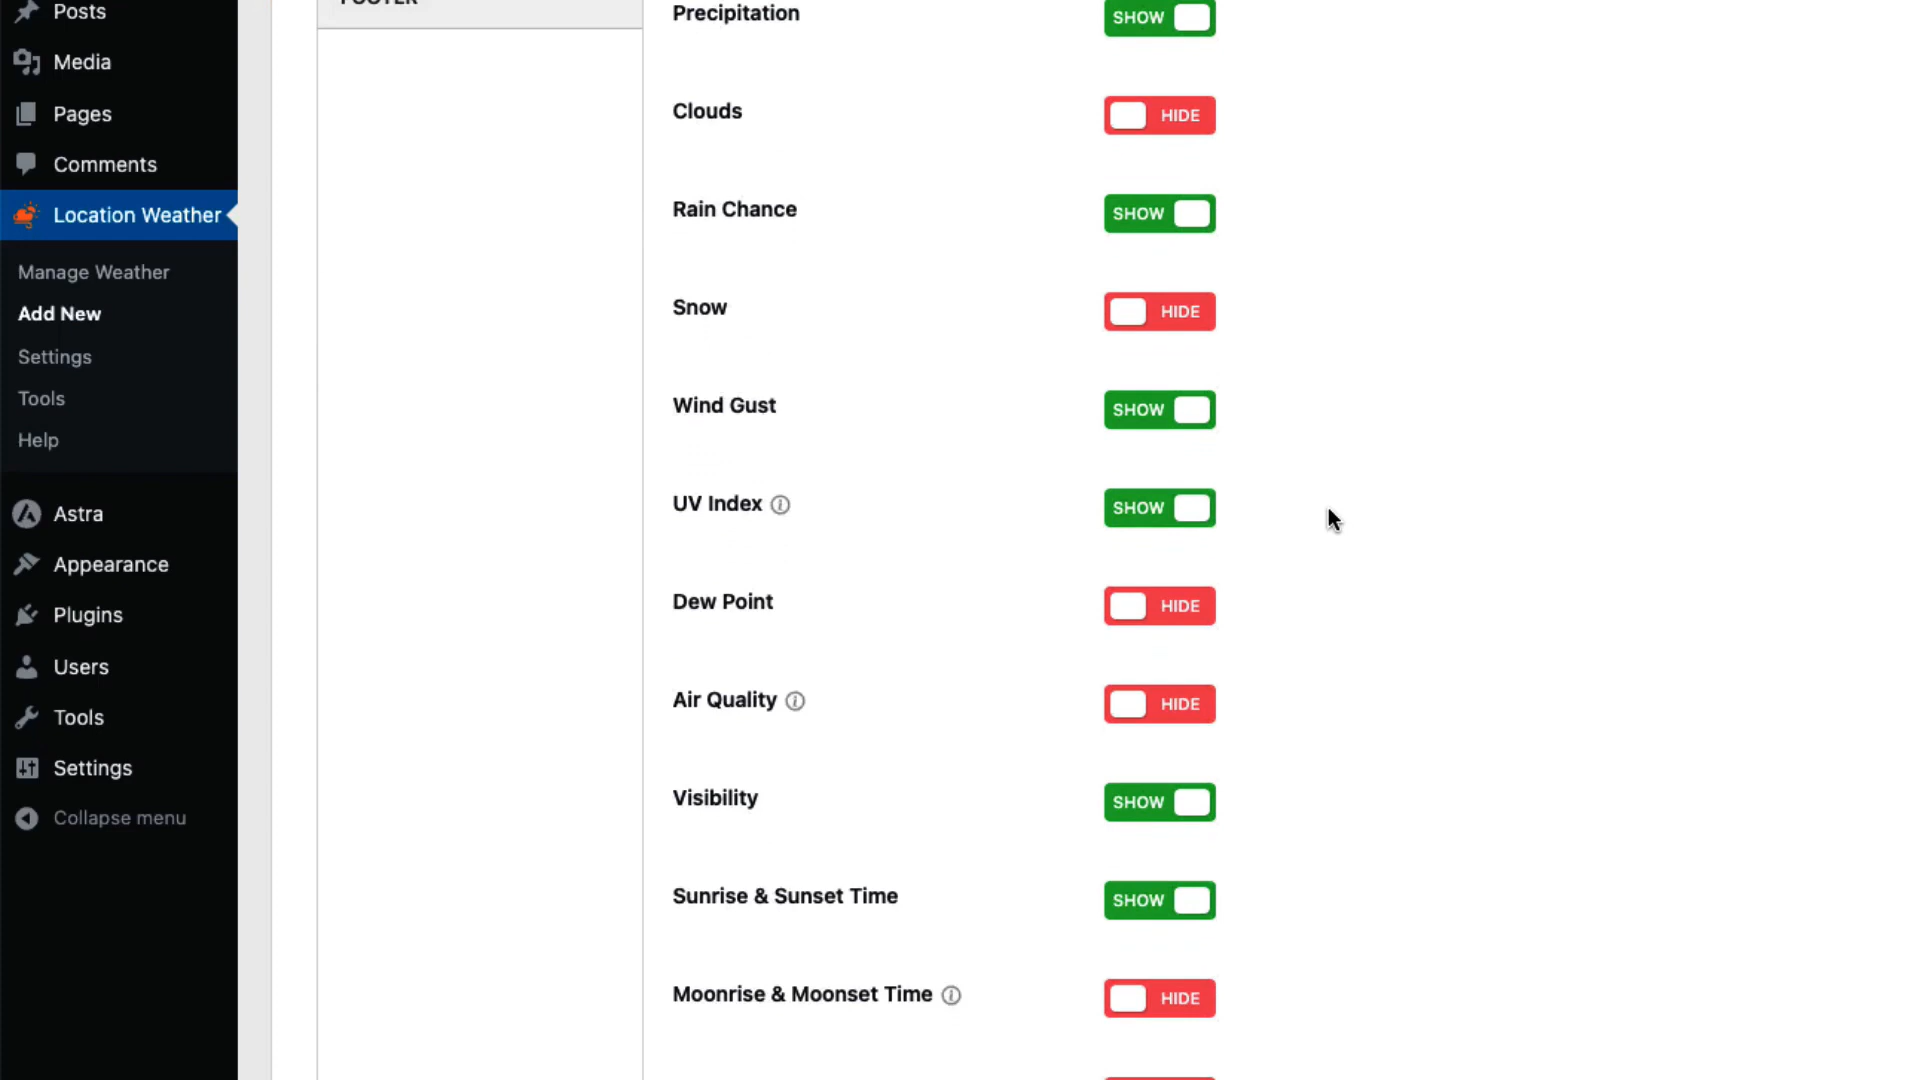 Posts
Media
Pages
Comments
Location Weather
Manage Weather
Add New
Settings
Tools
Help
Astra
Appearance
Plugins
Users
Tools
Settings
Collapse menu
FOOTER
Precipitation SHOW
Clouds HIDE
Rain Chance SHOW
Snow HIDE
Wind Gust SHOW
UV Index SHOW
Dew Point HIDE
Air Quality HIDE
Visibility SHOW
Sunrise & Sunset Time SHOW
Moonrise & Moonset Time HIDE